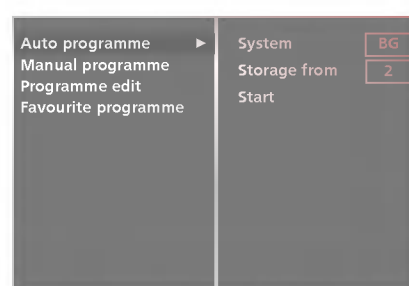 Auto programme ▶
Manual programme
Programme edit
Favourite programme
System BG
Storage from 2
Start